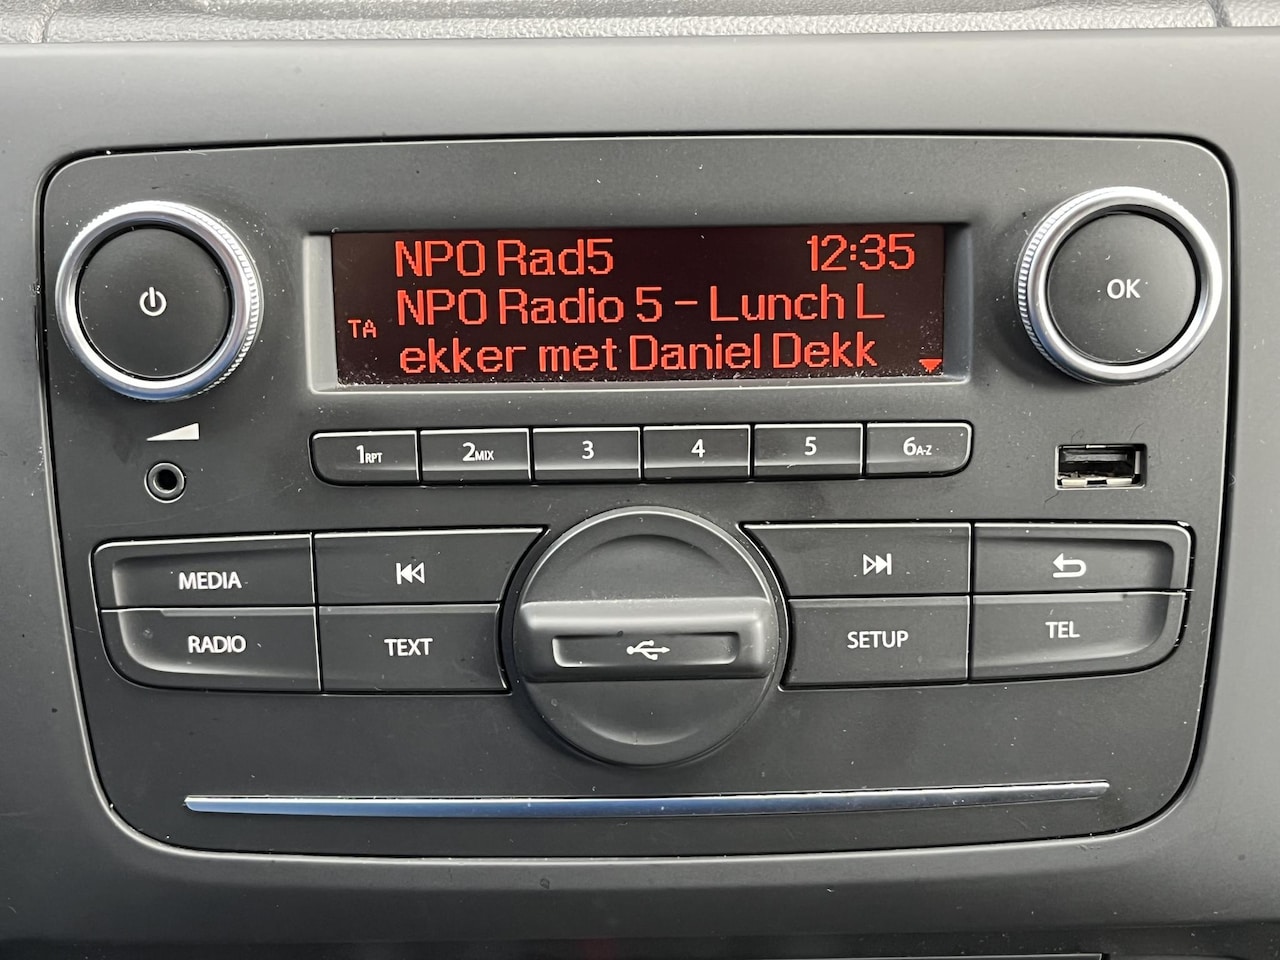 NPO Rad5 12:35
NPO Radio 5 - Lunch L
TA
ekker met Daniel Dekk
OK
1RPT 2MIX 3 4 5 6A-Z
MEDIA
RADIO TEXT SETUP TEL